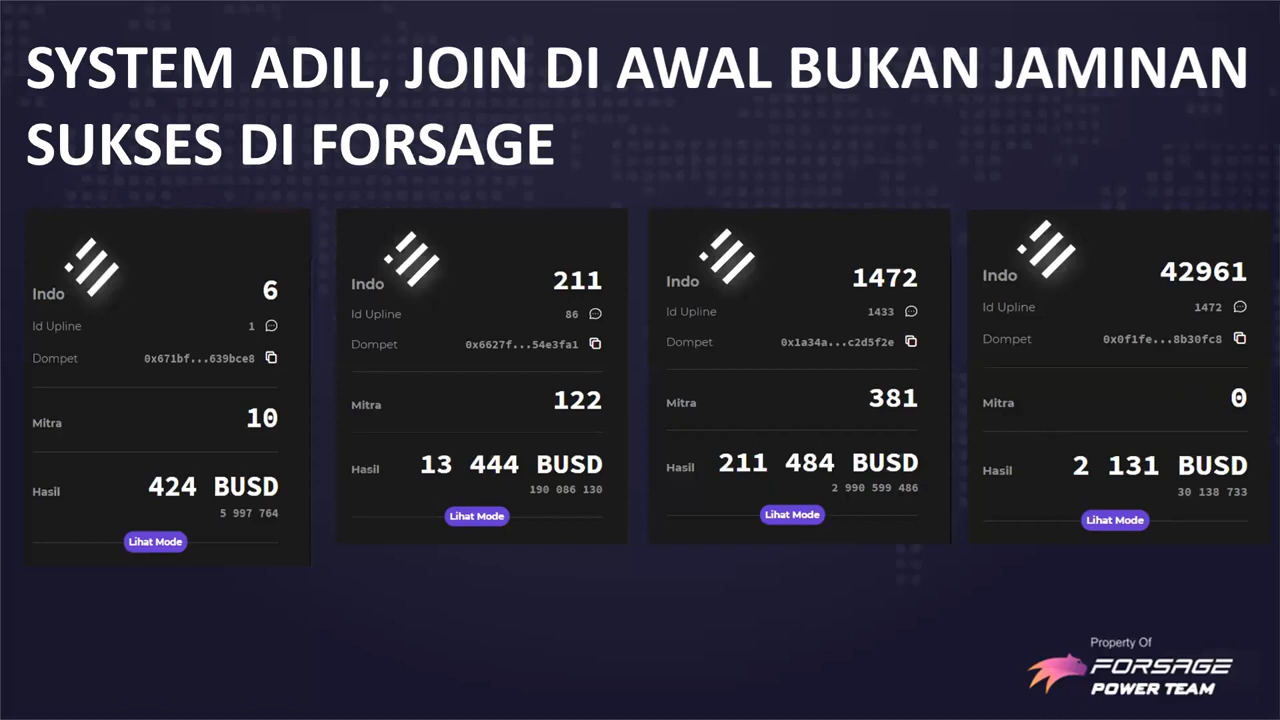 SYSTEM ADIL, JOIN DI AWAL BUKAN JAMINAN
SUKSES DI FORSAGE
Indo 6
Id Upline 1
Dompet 0x671bf...639bce8
Mitra 10
Hasil 424 BUSD
5 997 764
Lihat Mode
Indo 211
Id Upline 86
Dompet 0x6627f...54e3fa1
Mitra 122
Hasil 13 444 BUSD
190 086 130
Lihat Mode
Indo 1472
Id Upline 1433
Dompet 0x1a34a...c2d5f2e
Mitra 381
Hasil 211 484 BUSD
2 990 599 486
Lihat Mode
Indo 42961
Id Upline 1472
Dompet 0x0f1fe...8b30fc8
Mitra 0
Hasil 2 131 BUSD
30 138 733
Lihat Mode
Property Of
FORSAGE
POWER TEAM